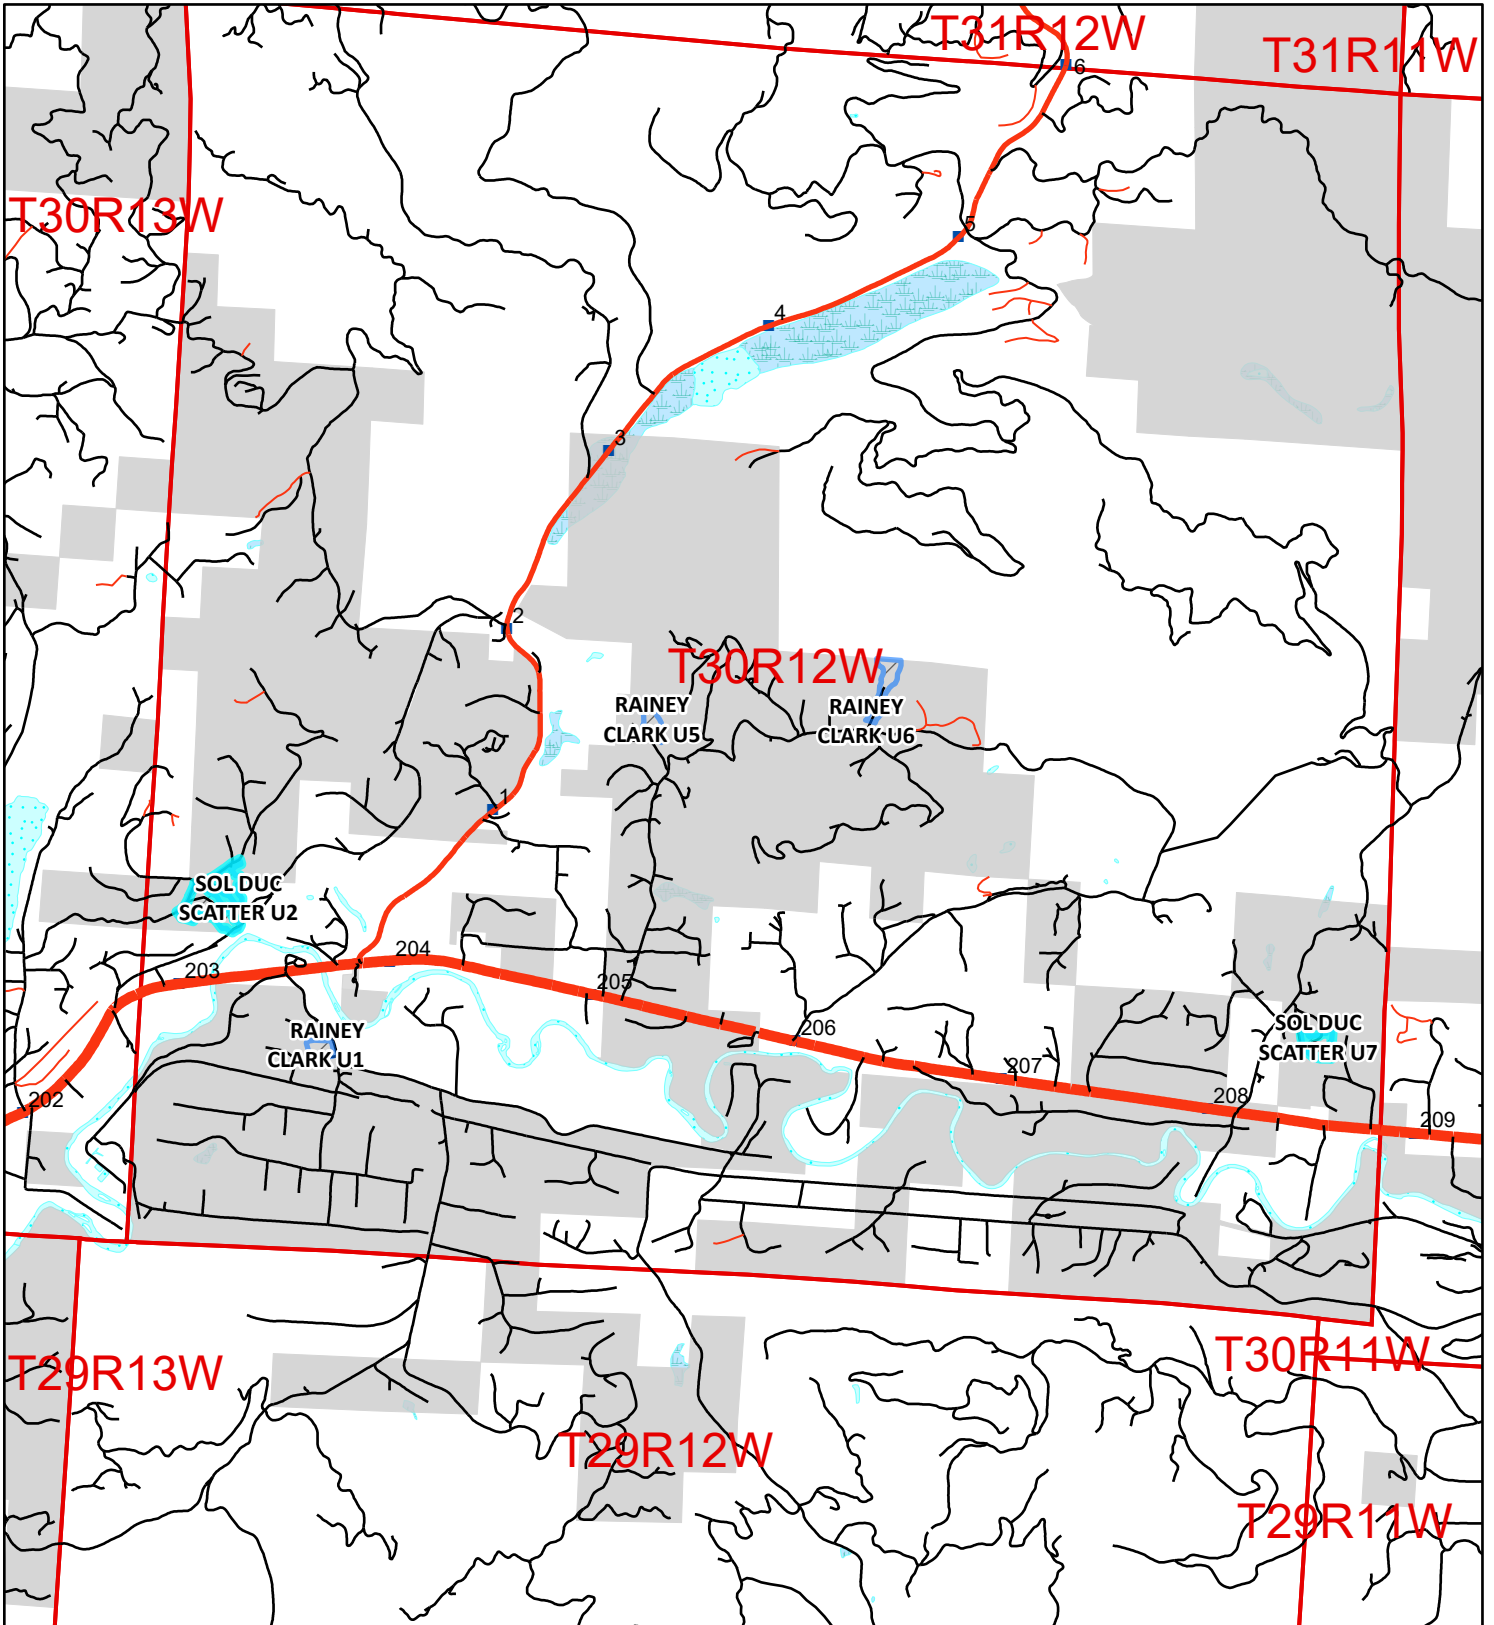 T31R12W
T31R11W
6
T30R13W
5
4
3
2
T30R12W
RAINEY
CLARK U5
RAINEY
CLARK U6
1
SOL DUC
SCATTER U2
204
203
205
206
RAINEY
CLARK U1
SOL DUC
SCATTER U7
207
208
202
209
T30R11W
T29R13W
T29R12W
T29R11W